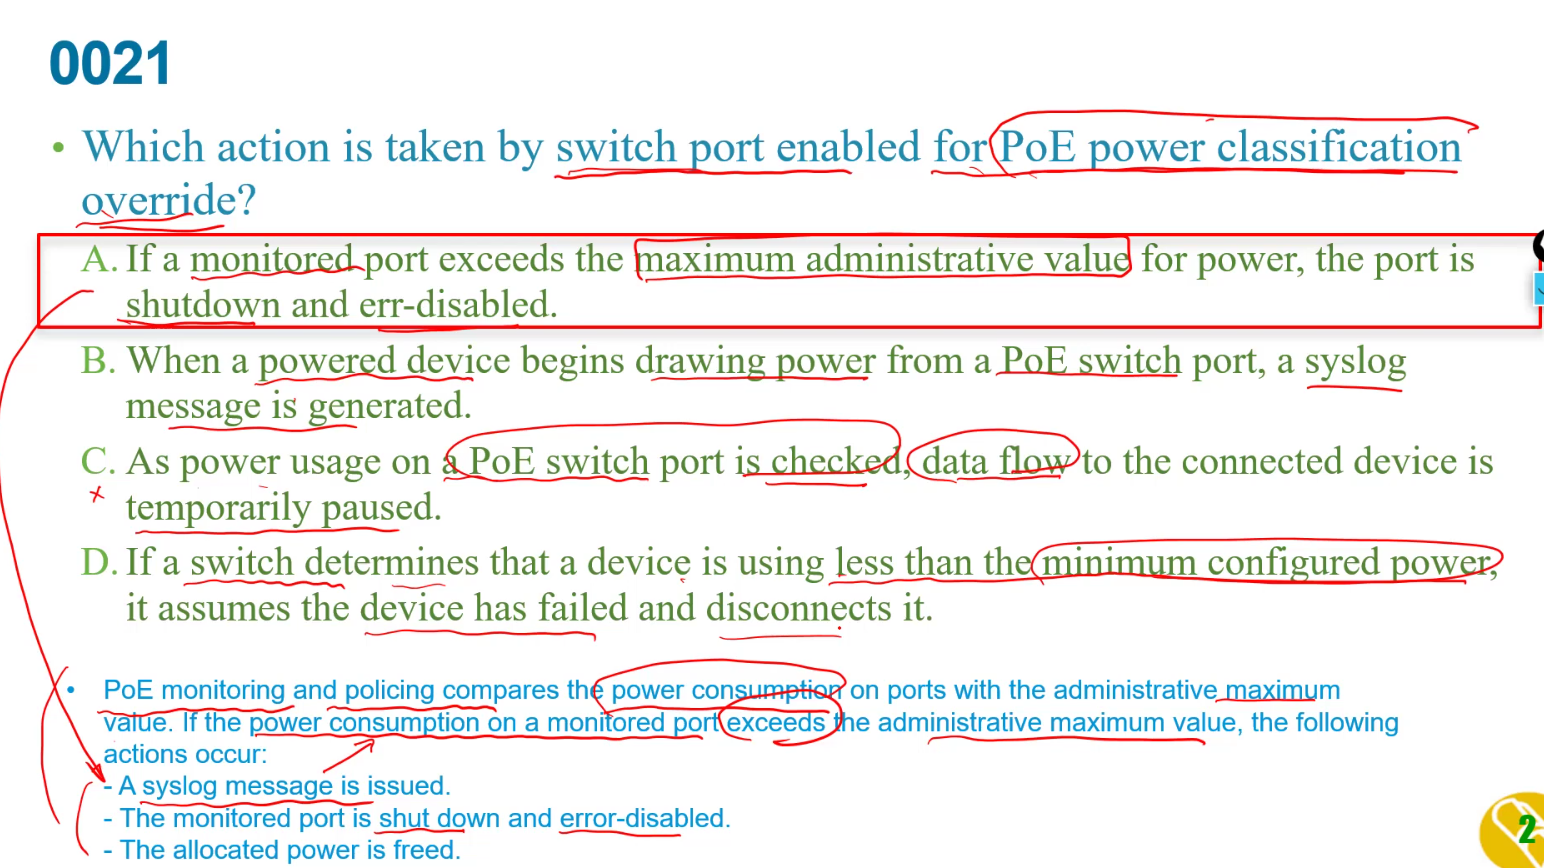 0021
• Which action is taken by switch port enabled for PoE power classification
override?
A. If a monitored port exceeds the maximum administrative value for power, the port is
shutdown and err-disabled.
B. When a powered device begins drawing power from a PoE switch port, a syslog
message is generated.
C. As power usage on a PoE switch port is checked, data flow to the connected device is
temporarily paused.
D. If a switch determines that a device is using less than the minimum configured power,
it assumes the device has failed and disconnects it.
• PoE monitoring and policing compares the power consumption on ports with the administrative maximum
value. If the power consumption on a monitored port exceeds the administrative maximum value, the following
actions occur:
- A syslog message is issued.
- The monitored port is shut down and error-disabled.
- The allocated power is freed.
2